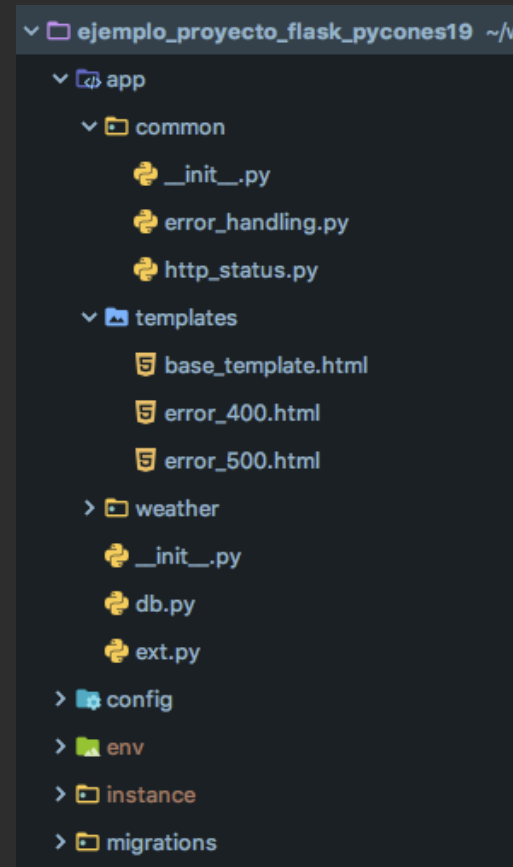 ejemplo_proyecto_flask_pycones19 ~/
app
common
__init__.py
error_handling.py
http_status.py
templates
base_template.html
error_400.html
error_500.html
weather
__init__.py
db.py
ext.py
config
env
instance
migrations